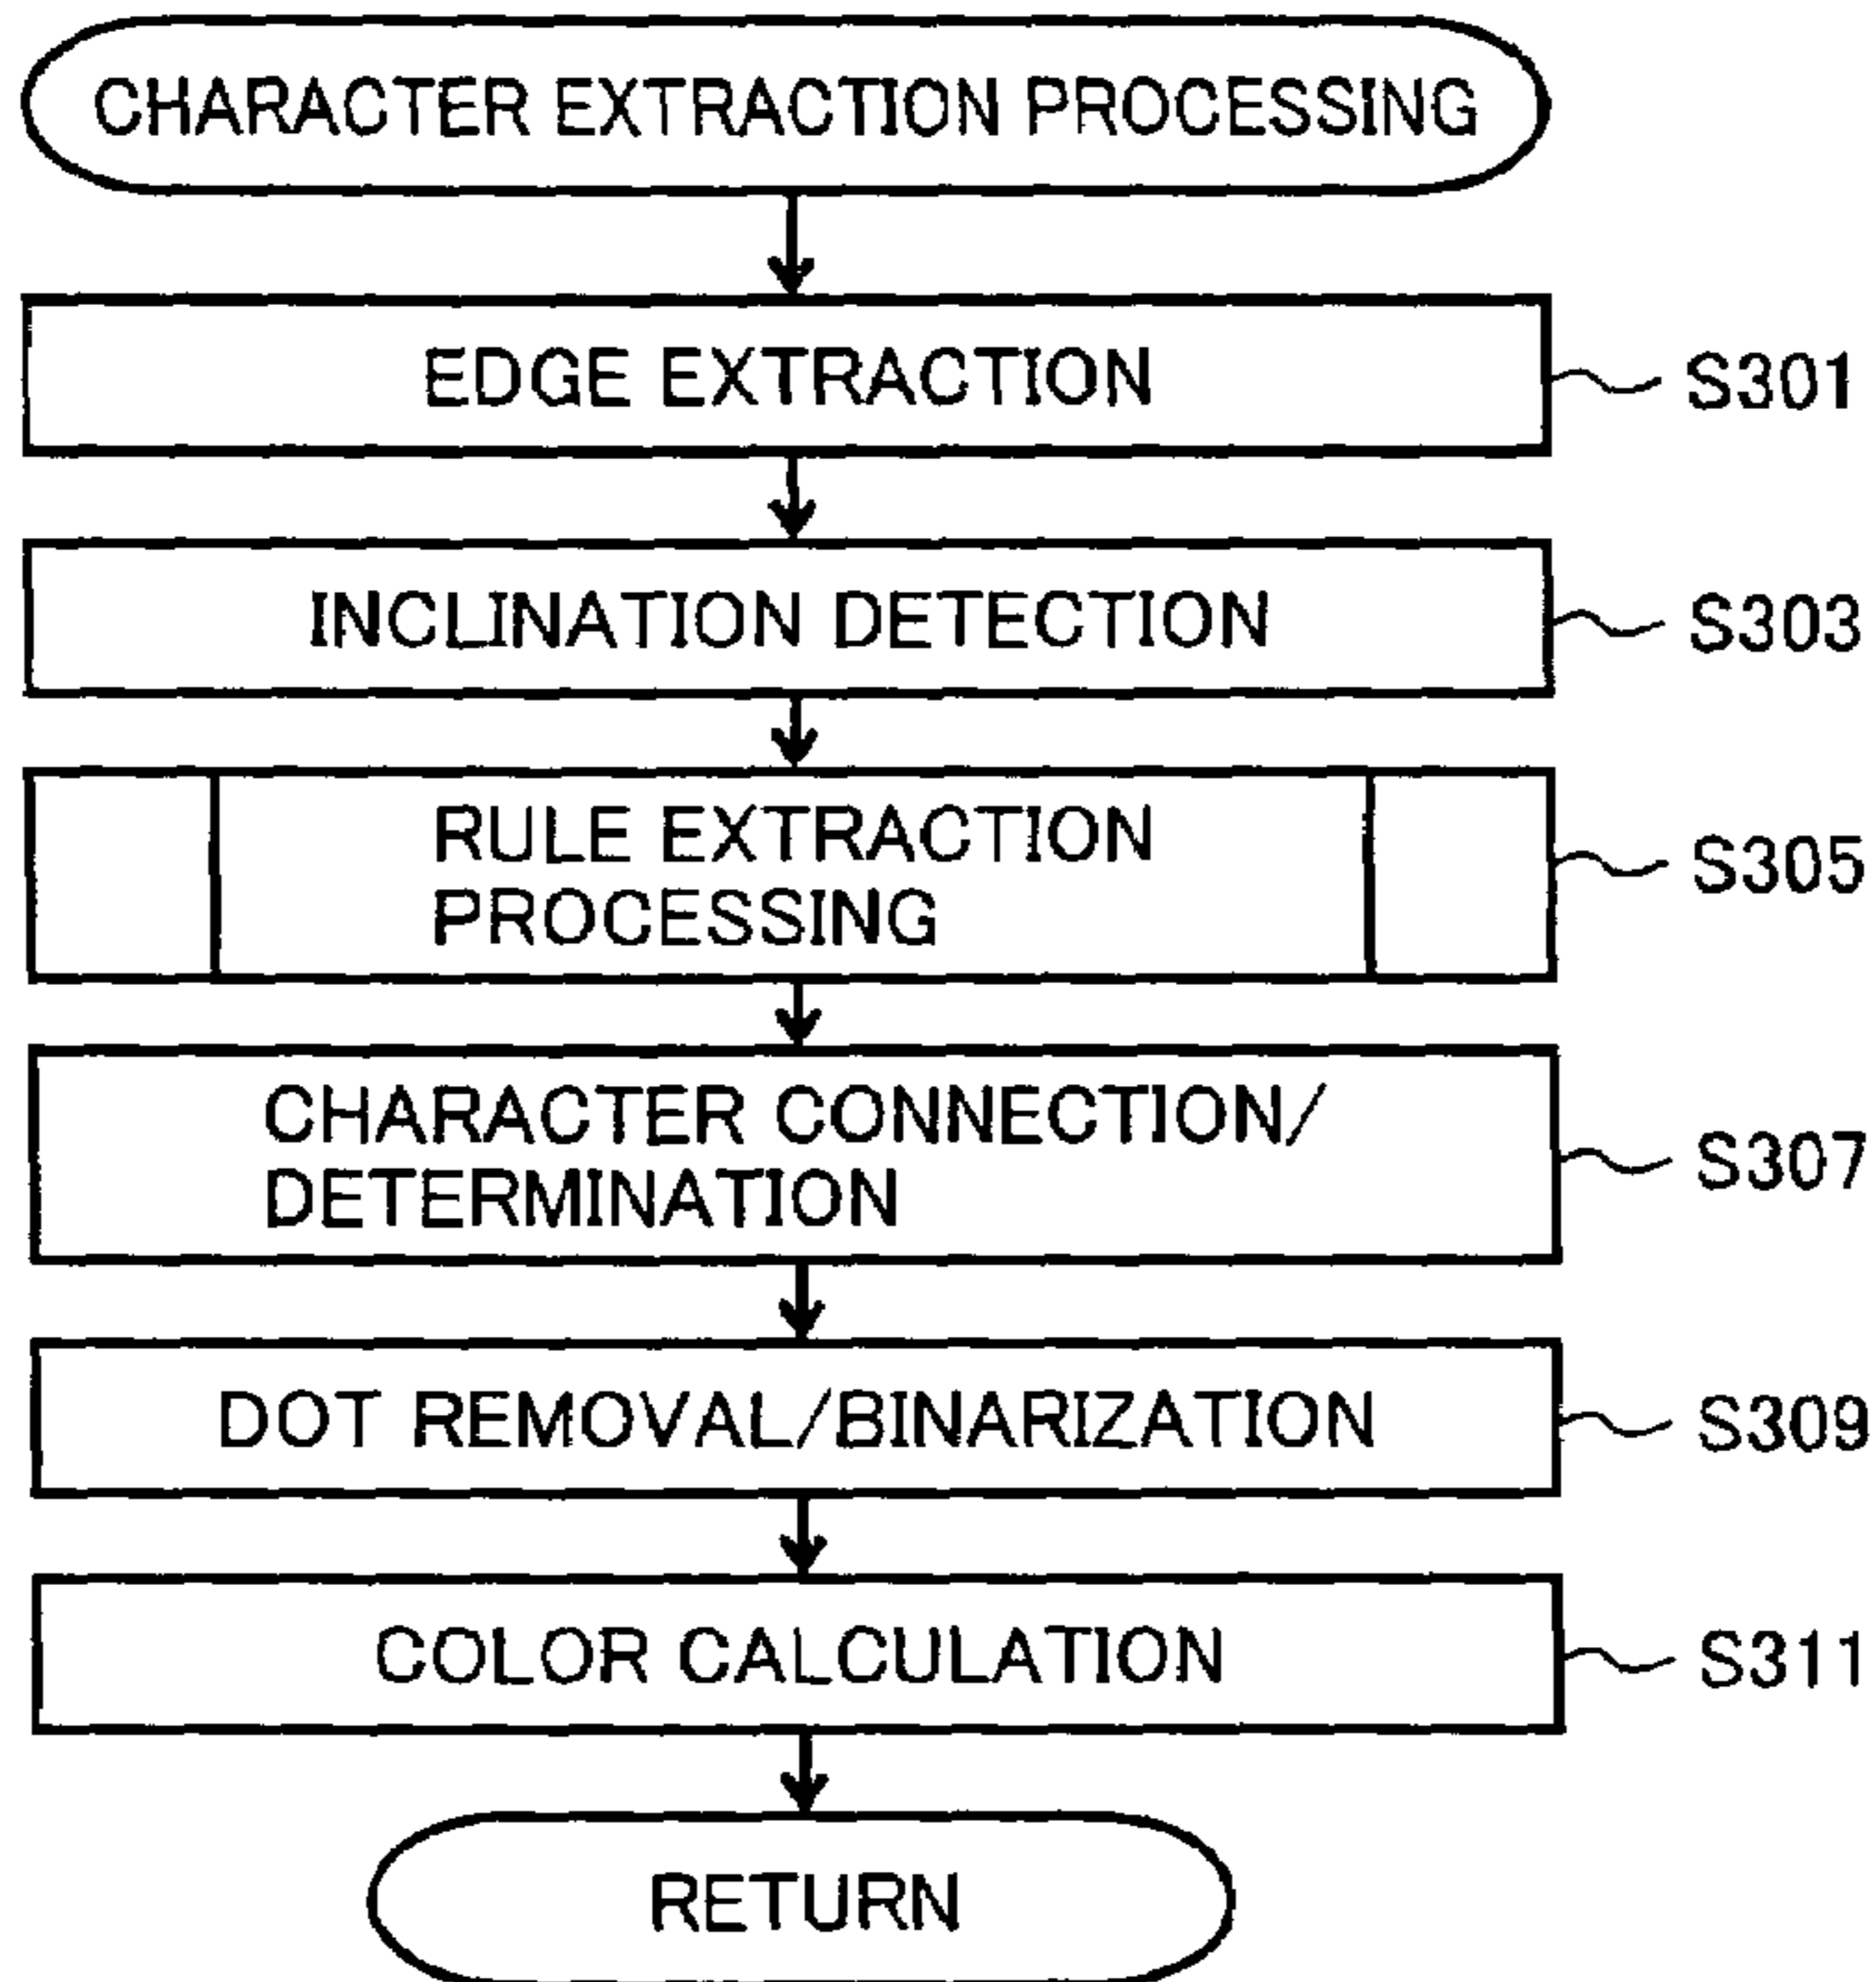 CHARACTER EXTRACTION PROCESSING
EDGE EXTRACTION
S301
INCLINATION DETECTION
S303
RULE EXTRACTION
PROCESSING
S305
CHARACTER CONNECTION/
DETERMINATION
S307
DOT REMOVAL/BINARIZATION
S309
COLOR CALCULATION
S311
RETURN